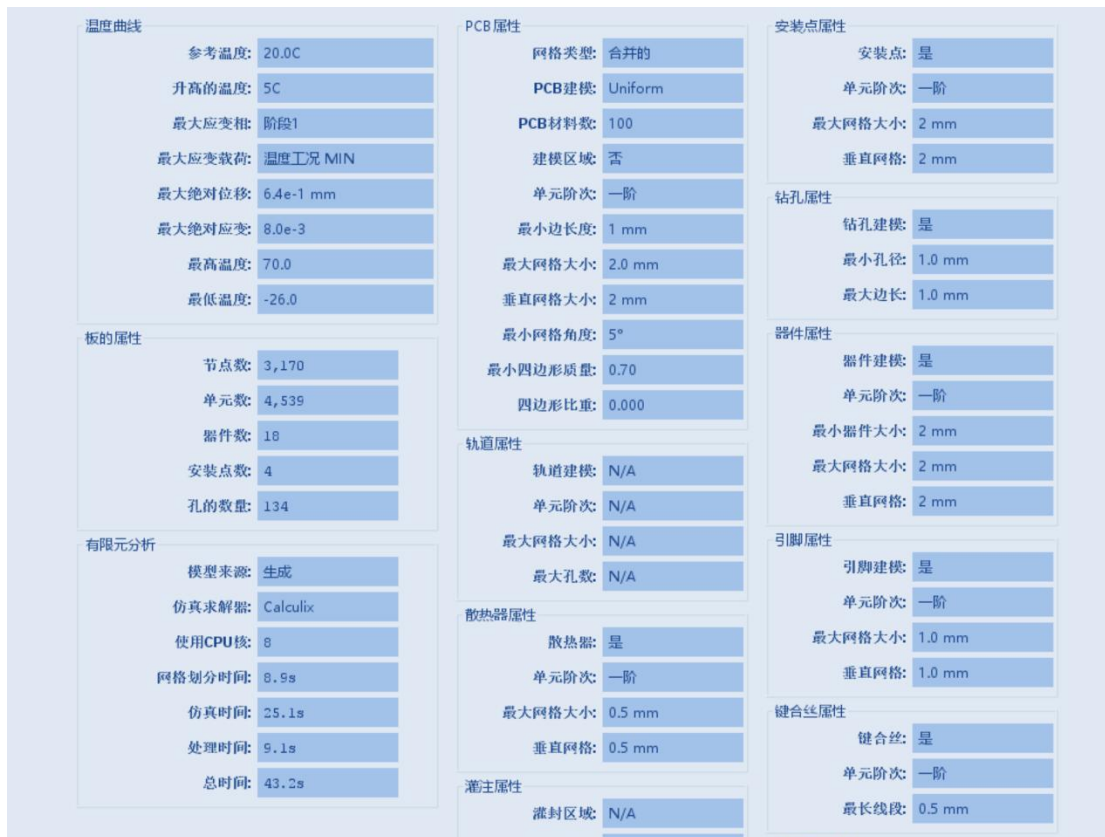 温度曲线
参考温度: 20.0C
升高的温度: 5C
最大应变相: 阶段1
最大应变载荷: 温度工况 MIN
最大绝对位移: 6.4e-1 mm
最大绝对应变: 8.0e-3
最高温度: 70.0
最低温度: -26.0
板的属性
节点数: 3,170
单元数: 4,539
器件数: 18
安装点数: 4
孔的数量: 134
有限元分析
模型来源: 生成
仿真求解器: Calculix
使用CPU核: 8
网格划分时间: 8.9s
仿真时间: 25.1s
处理时间: 9.1s
总时间: 43.2s
PCB属性
网格类型: 合并的
PCB建模: Uniform
PCB材料数: 100
建模区域: 否
单元阶次: 一阶
最小边长度: 1 mm
最大网格大小: 2.0 mm
垂直网格大小: 2 mm
最小网格角度: 5°
最小四边形质量: 0.70
四边形比重: 0.000
轨道属性
轨道建模: N/A
单元阶次: N/A
最大网格大小: N/A
最大孔数: N/A
散热器属性
散热器: 是
单元阶次: 一阶
最大网格大小: 0.5 mm
垂直网格: 0.5 mm
灌注属性
灌封区域: N/A
安装点属性
安装点: 是
单元阶次: 一阶
最大网格大小: 2 mm
垂直网格: 2 mm
钻孔属性
钻孔建模: 是
最小孔径: 1.0 mm
最大边长: 1.0 mm
器件属性
器件建模: 是
单元阶次: 一阶
最小器件大小: 2 mm
最大网格大小: 2 mm
垂直网格: 2 mm
引脚属性
引脚建模: 是
单元阶次: 一阶
最大网格大小: 1.0 mm
垂直网格: 1.0 mm
键合丝属性
键合丝: 是
单元阶次: 一阶
最长线段: 0.5 mm